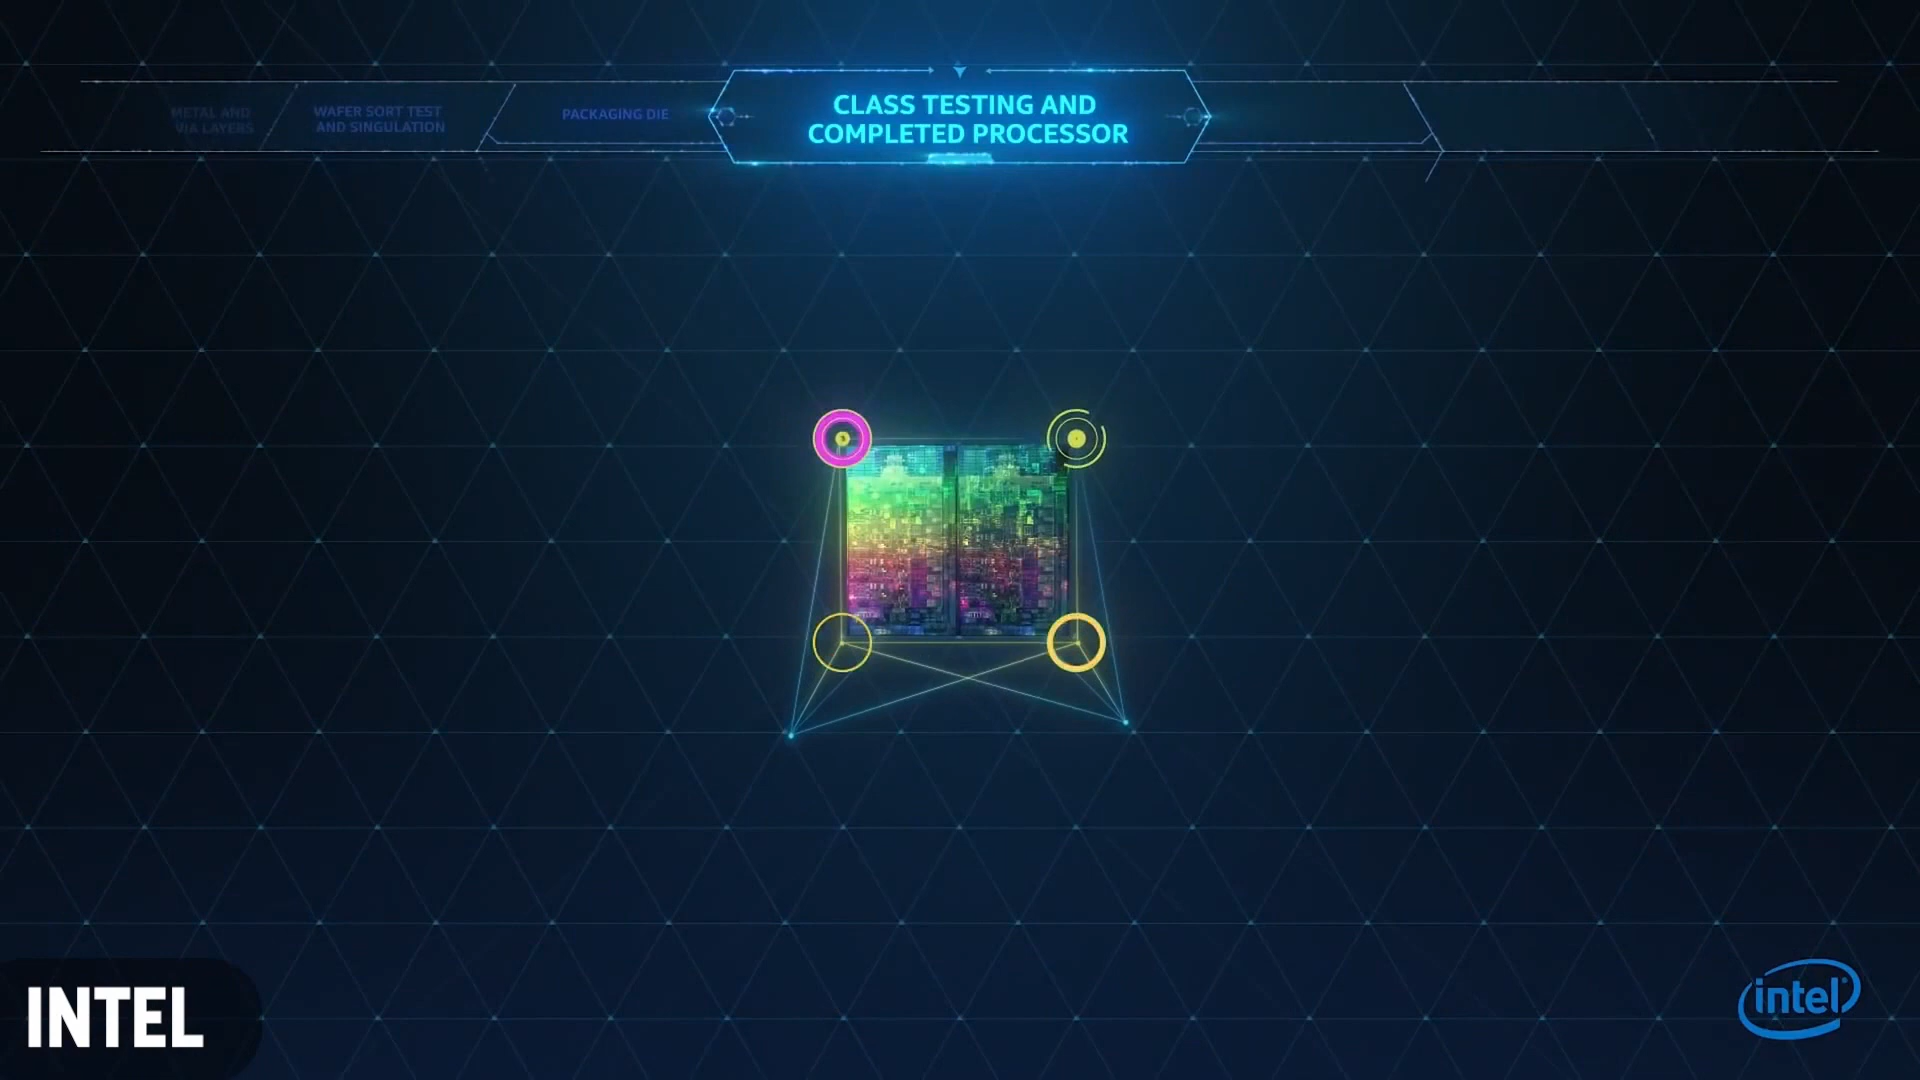 METAL AND
VIA LAYERS
WAFER SORT TEST
AND SINGULATION
PACKAGING DIE
CLASS TESTING AND
COMPLETED PROCESSOR
INTEL
intel